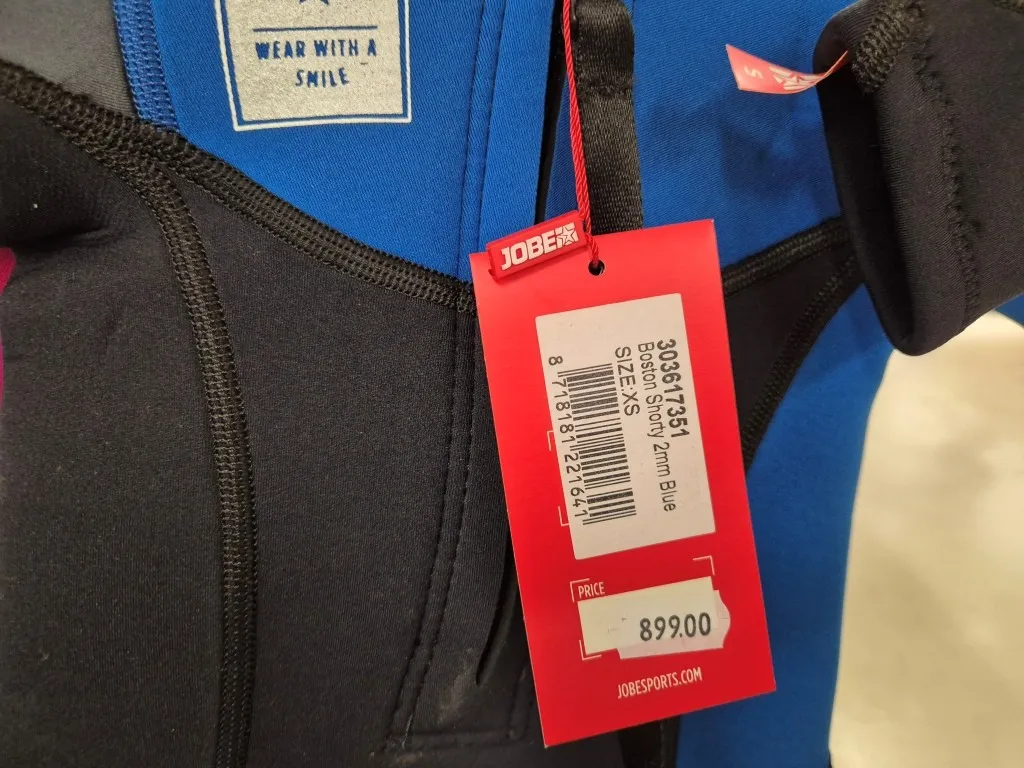 WEAR WITH A
SMILE
S
JOBE
303617351
Boston Shorty 2mm Blue
SIZE:XS
8 718181 221641
PRICE
899.00
JOBESPORTS.COM